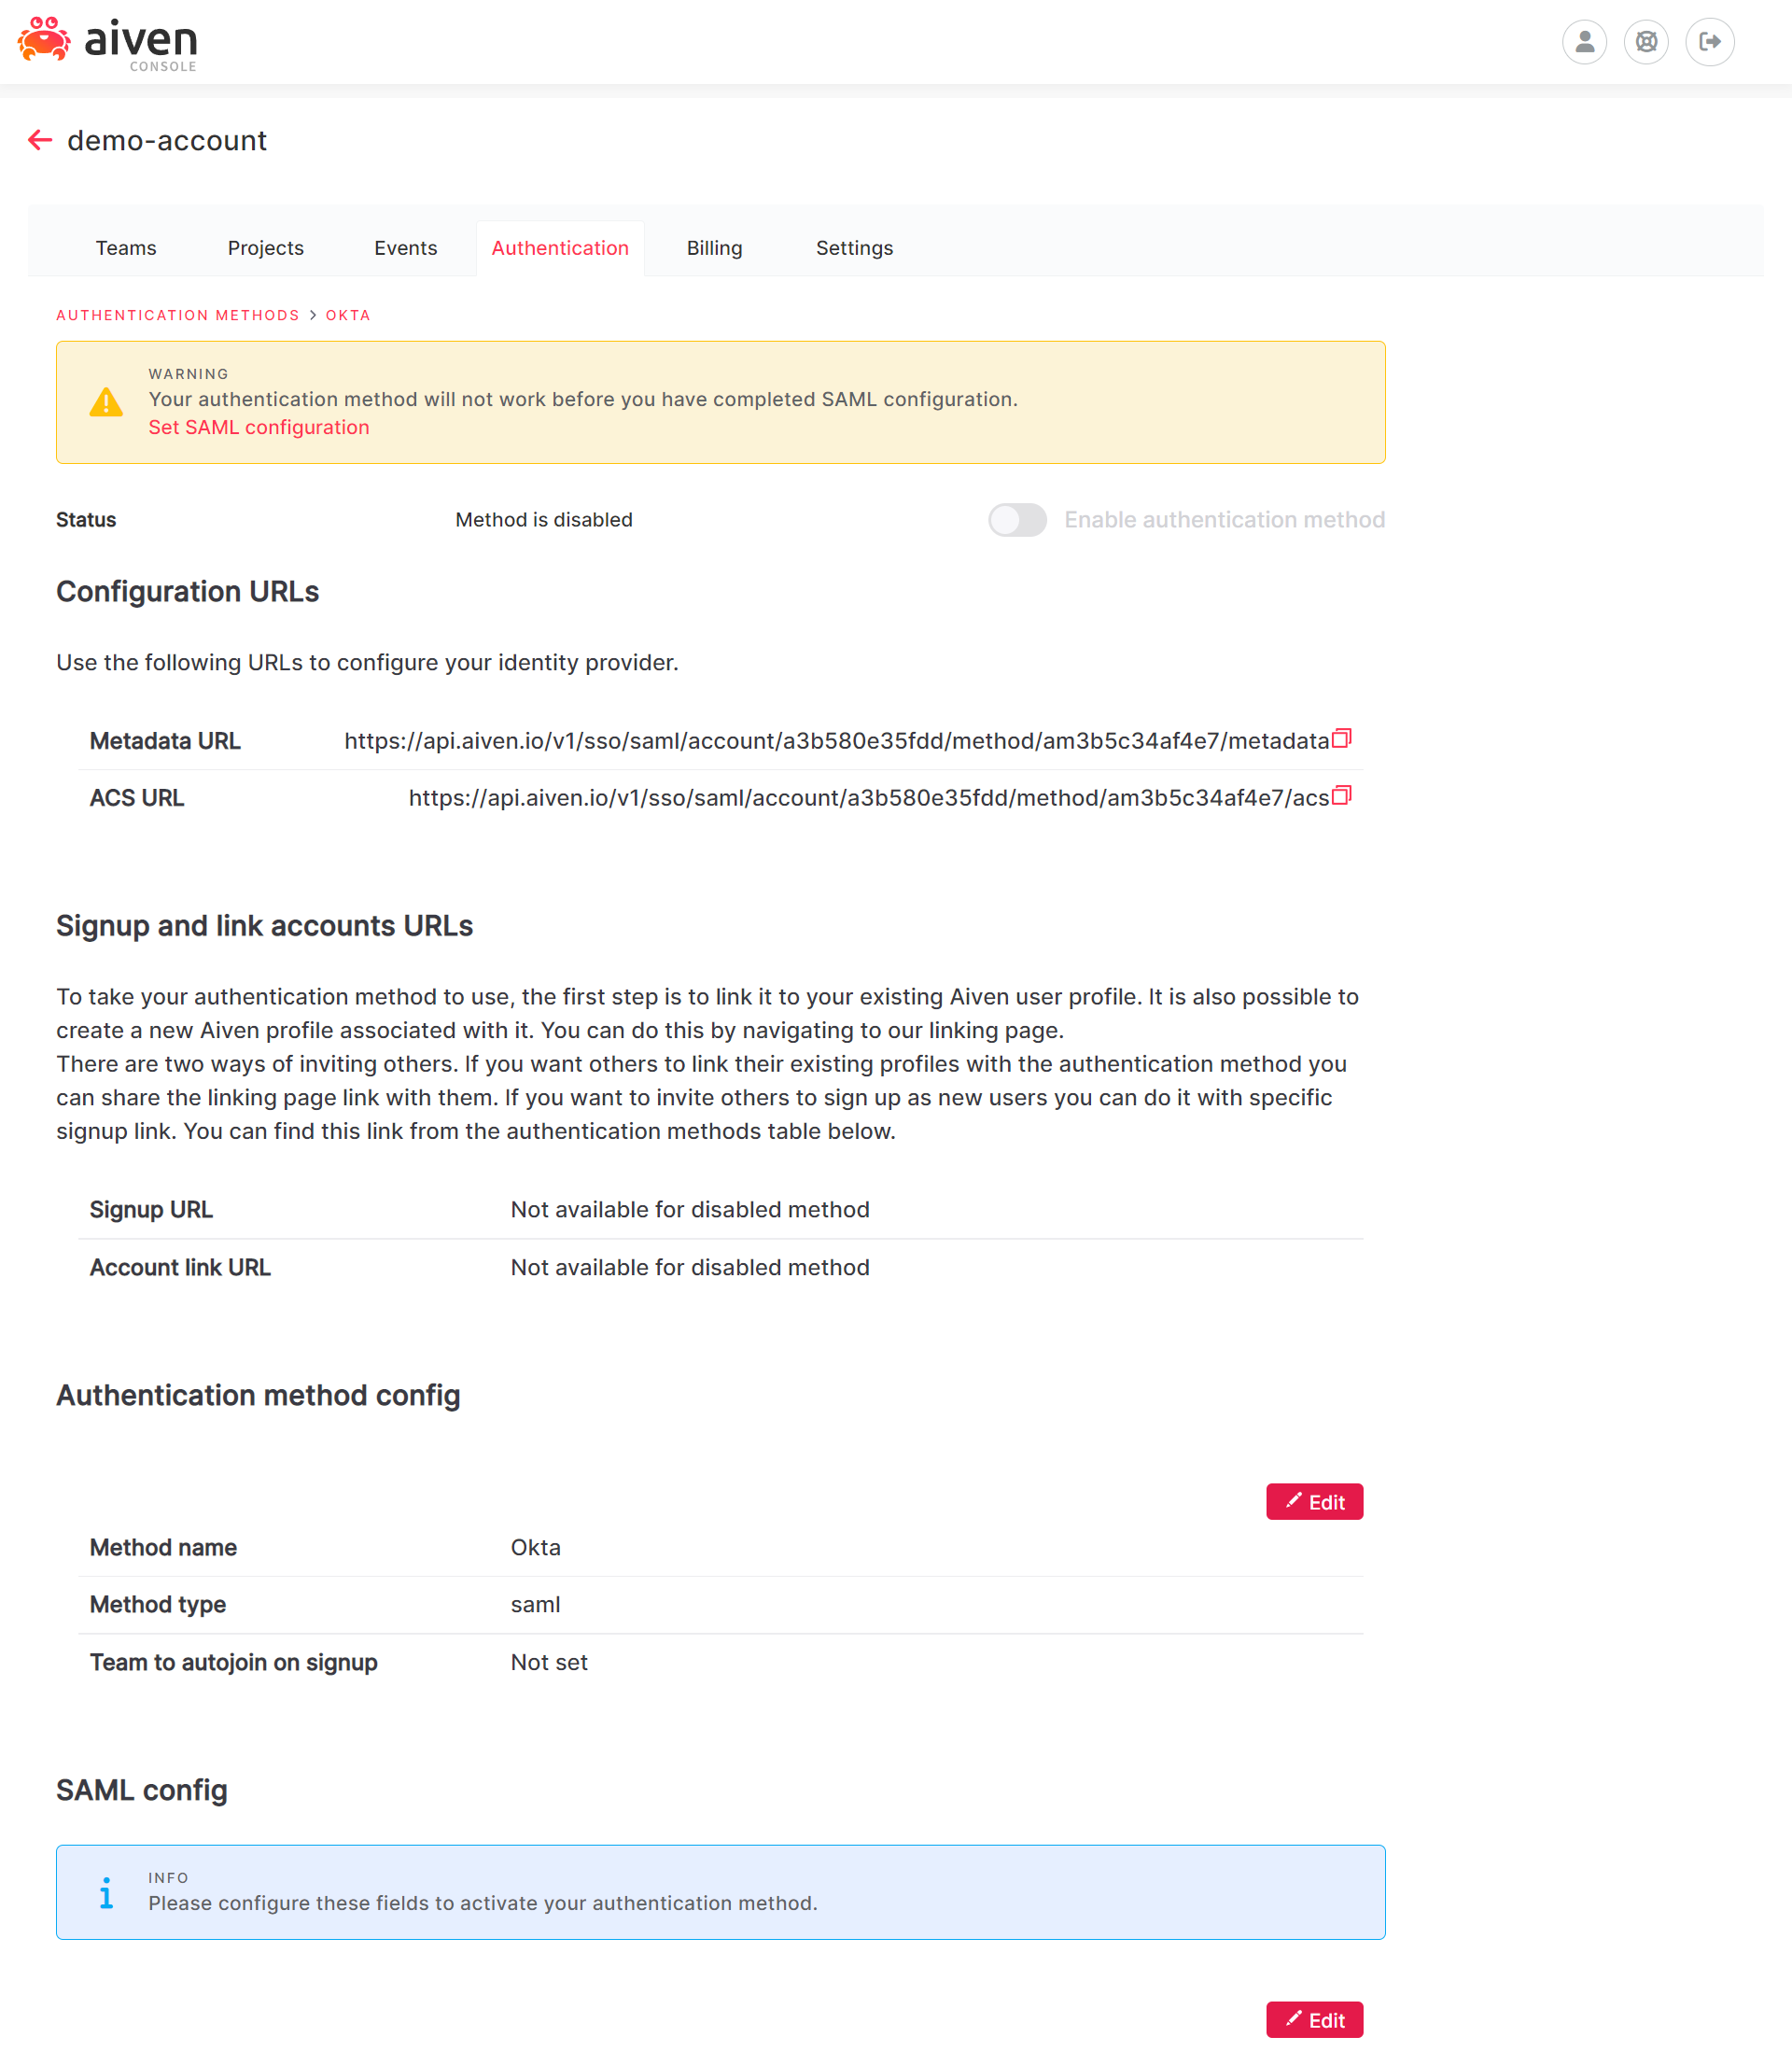 aiven
CONSOLE
demo-account
Teams Projects Events Authentication Billing Settings
AUTHENTICATION METHODS > OKTA
WARNING
Your authentication method will not work before you have completed SAML configuration.
Set SAML configuration
Status Method is disabled Enable authentication method
Configuration URLs
Use the following URLs to configure your identity provider.
Metadata URL https://api.aiven.io/v1/sso/saml/account/a3b580e35fdd/method/am3b5c34af4e7/metadata
ACS URL https://api.aiven.io/v1/sso/saml/account/a3b580e35fdd/method/am3b5c34af4e7/acs
Signup and link accounts URLs
To take your authentication method to use, the first step is to link it to your existing Aiven user profile. It is also possible to
create a new Aiven profile associated with it. You can do this by navigating to our linking page.
There are two ways of inviting others. If you want others to link their existing profiles with the authentication method you
can share the linking page link with them. If you want to invite others to sign up as new users you can do it with specific
signup link. You can find this link from the authentication methods table below.
Signup URL Not available for disabled method
Account link URL Not available for disabled method
Authentication method config
Edit
Method name Okta
Method type saml
Team to autojoin on signup Not set
SAML config
INFO
Please configure these fields to activate your authentication method.
Edit